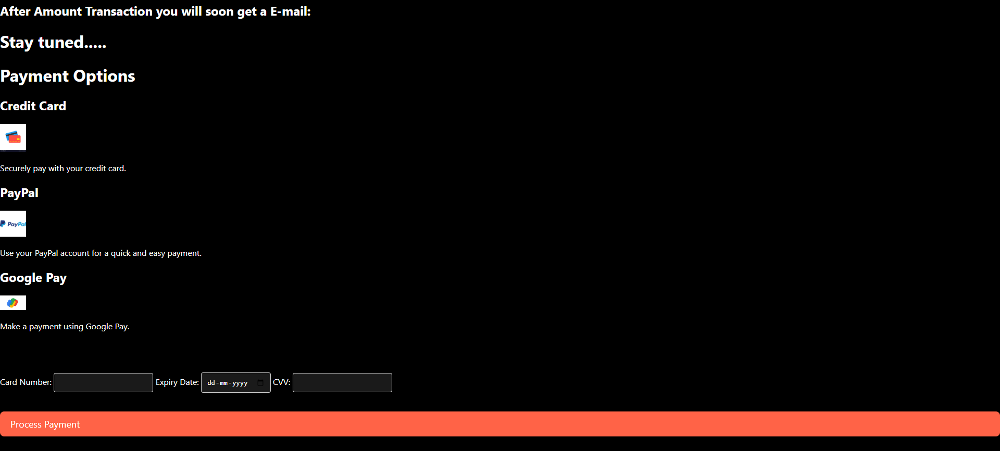 After Amount Transaction you will soon get a E-mail:
Stay tuned.....
Payment Options
Credit Card
Securely pay with your credit card.
PayPal
PayPal
Use your PayPal account for a quick and easy payment.
Google Pay
Make a payment using Google Pay.
Card Number: Expiry Date: dd-mm-yyyy CVV:
Process Payment